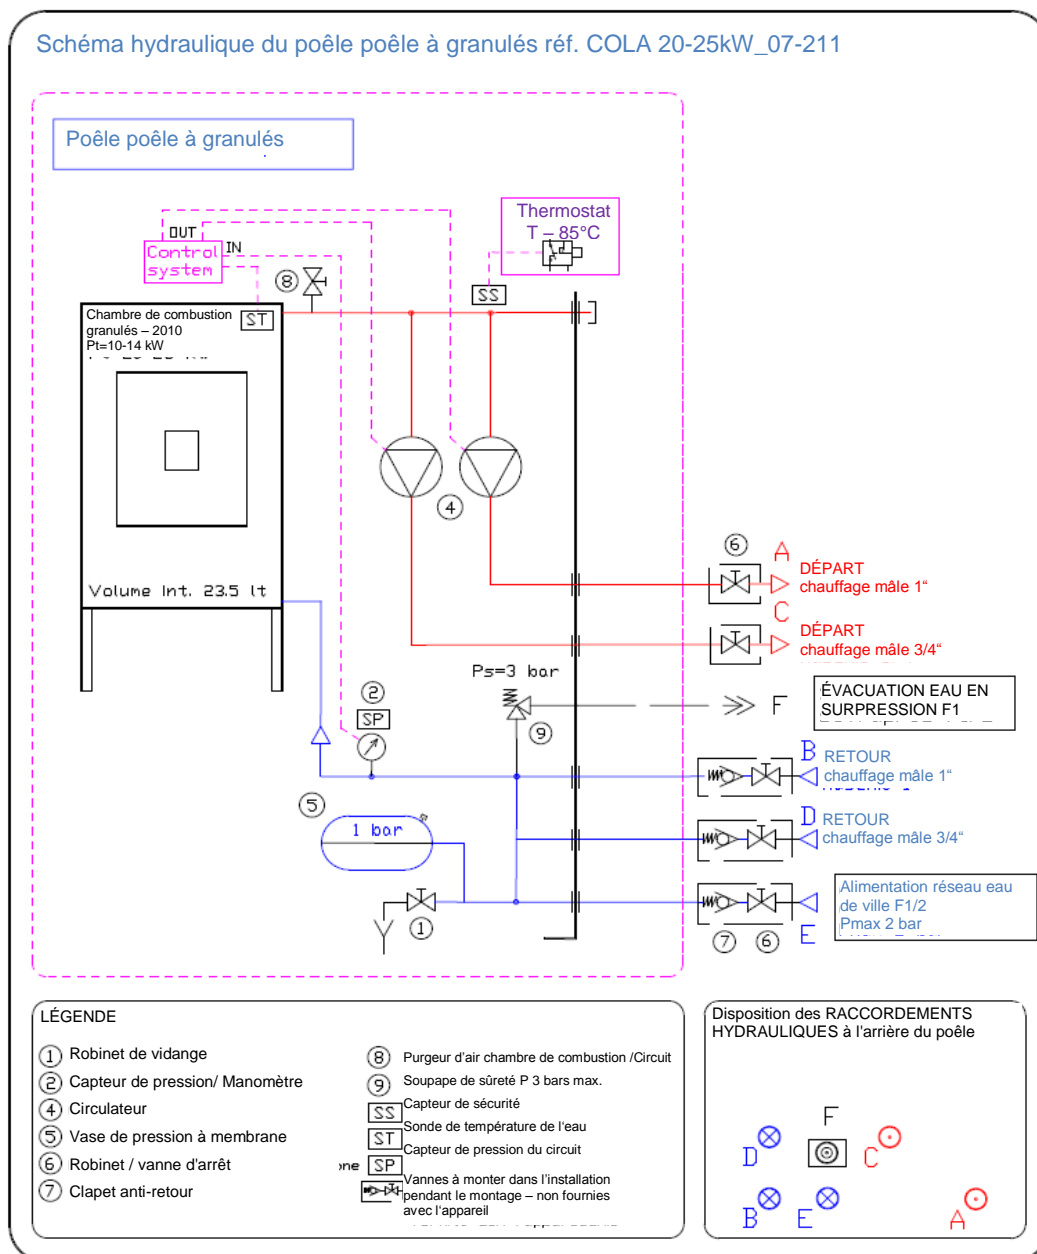 Schéma hydraulique du poêle poêle à granulés réf. COLA 20-25kW_07-211
Poêle poêle à granulés
Thermostat
T – 85°C
OUT
IN
Control
system
8
SS
Chambre de combustion
granulés – 2010
Pt=10-14 kW
ST
4
Volume Int. 23.5 lt
6
A
DÉPART
chauffage mâle 1“
C
DÉPART
chauffage mâle 3/4“
Ps=3 bar
2
SP
9
F
ÉVACUATION EAU EN
SURPRESSION F1
B
RETOUR
chauffage mâle 1“
5
1 bar
D
RETOUR
chauffage mâle 3/4“
1
Alimentation réseau eau
de ville F1/2
Pmax 2 bar
E
7
6
LÉGENDE
1 Robinet de vidange
2 Capteur de pression/ Manomètre
4 Circulateur
5 Vase de pression à membrane
6 Robinet / vanne d'arrêt
7 Clapet anti-retour
8 Purgeur d'air chambre de combustion /Circuit
9 Soupape de sûreté P 3 bars max.
SS Capteur de sécurité
ST Sonde de température de l'eau
SP Capteur de pression du circuit
Vannes à monter dans l'installation
pendant le montage – non fournies
avec l'appareil
Disposition des RACCORDEMENTS
HYDRAULIQUES à l'arrière du poêle
F
D
C
B
E
A